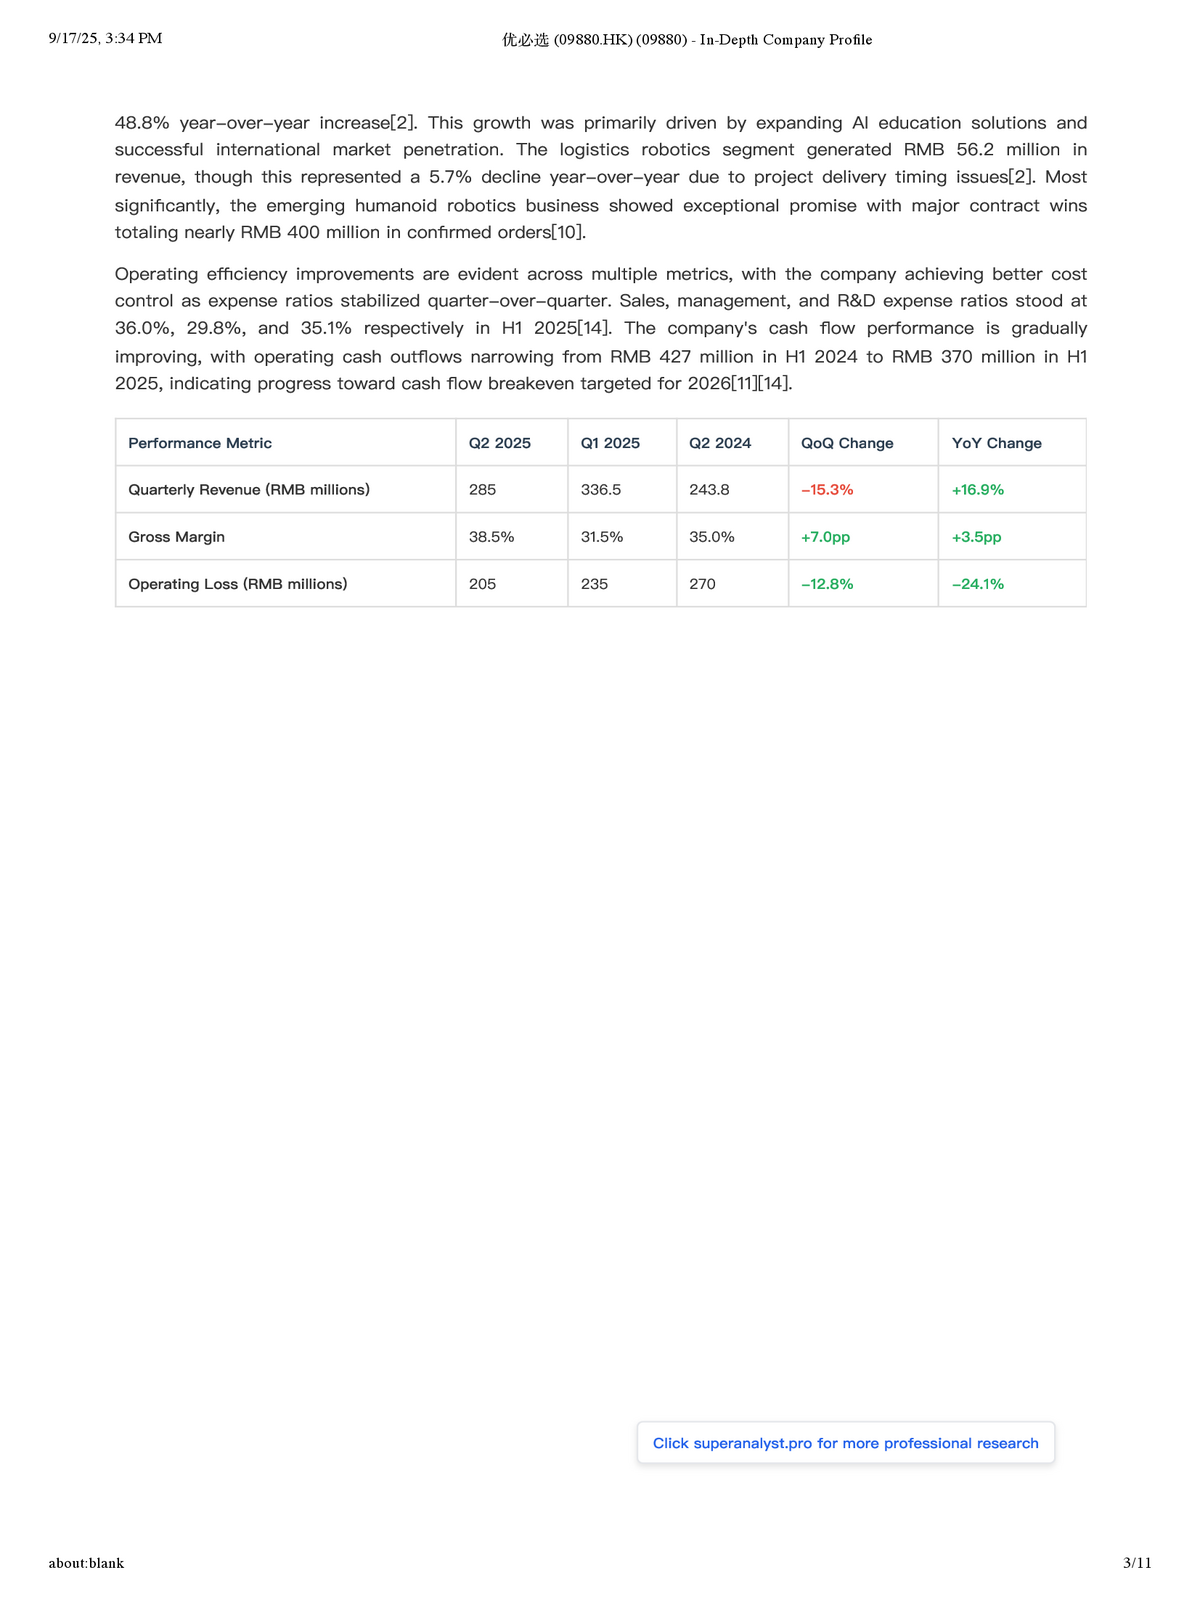 9/17/25, 3:34 PM
优必选 (09880.HK) (09880) - In-Depth Company Profile
48.8% year-over-year increase[2]. This growth was primarily driven by expanding AI education solutions and
successful international market penetration. The logistics robotics segment generated RMB 56.2 million in
revenue, though this represented a 5.7% decline year-over-year due to project delivery timing issues[2]. Most
significantly, the emerging humanoid robotics business showed exceptional promise with major contract wins
totaling nearly RMB 400 million in confirmed orders[10].
Operating efficiency improvements are evident across multiple metrics, with the company achieving better cost
control as expense ratios stabilized quarter-over-quarter. Sales, management, and R&D expense ratios stood at
36.0%, 29.8%, and 35.1% respectively in H1 2025[14]. The company's cash flow performance is gradually
improving, with operating cash outflows narrowing from RMB 427 million in H1 2024 to RMB 370 million in H1
2025, indicating progress toward cash flow breakeven targeted for 2026[11][14].
Performance Metric Q2 2025 Q1 2025 Q2 2024 QoQ Change YoY Change
Quarterly Revenue (RMB millions) 285 336.5 243.8 -15.3% +16.9%
Gross Margin 38.5% 31.5% 35.0% +7.0pp +3.5pp
Operating Loss (RMB millions) 205 235 270 -12.8% -24.1%
Click superanalyst.pro for more professional research
about:blank
3/11